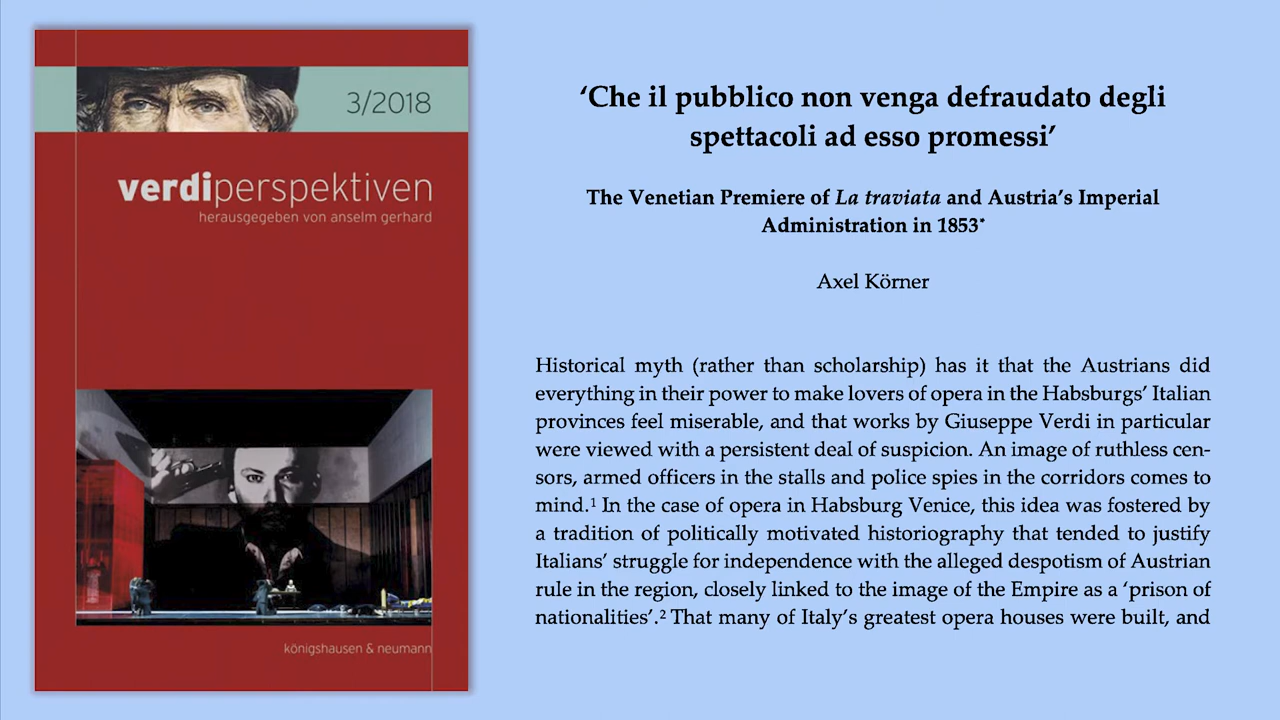 3/2018
verdiperspektiven
herausgegeben von anselm gerhard
königshausen & neumann
‘Che il pubblico non venga defraudato degli
spettacoli ad esso promessi’
The Venetian Premiere of La traviata and Austria’s Imperial
Administration in 1853*
Axel Körner
Historical myth (rather than scholarship) has it that the Austrians did
everything in their power to make lovers of opera in the Habsburgs’ Italian
provinces feel miserable, and that works by Giuseppe Verdi in particular
were viewed with a persistent deal of suspicion. An image of ruthless cen-
sors, armed officers in the stalls and police spies in the corridors comes to
mind.¹ In the case of opera in Habsburg Venice, this idea was fostered by
a tradition of politically motivated historiography that tended to justify
Italians’ struggle for independence with the alleged despotism of Austrian
rule in the region, closely linked to the image of the Empire as a ‘prison of
nationalities’.² That many of Italy’s greatest opera houses were built, and